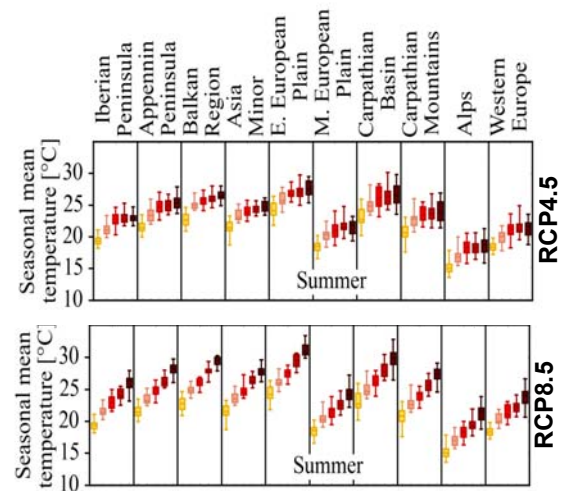 Iberian
Peninsula
Appennin
Peninsula
Balkan
Region
Asia
Minor
E. European
Plain
M. European
Plain
Carpathian
Basin
Carpathian
Mountains
Alps
Western
Europe
Seasonal mean
temperature [°C]
35
30
25
20
15
10
Summer
RCP4.5
Seasonal mean
temperature [°C]
35
30
25
20
15
10
Summer
RCP8.5